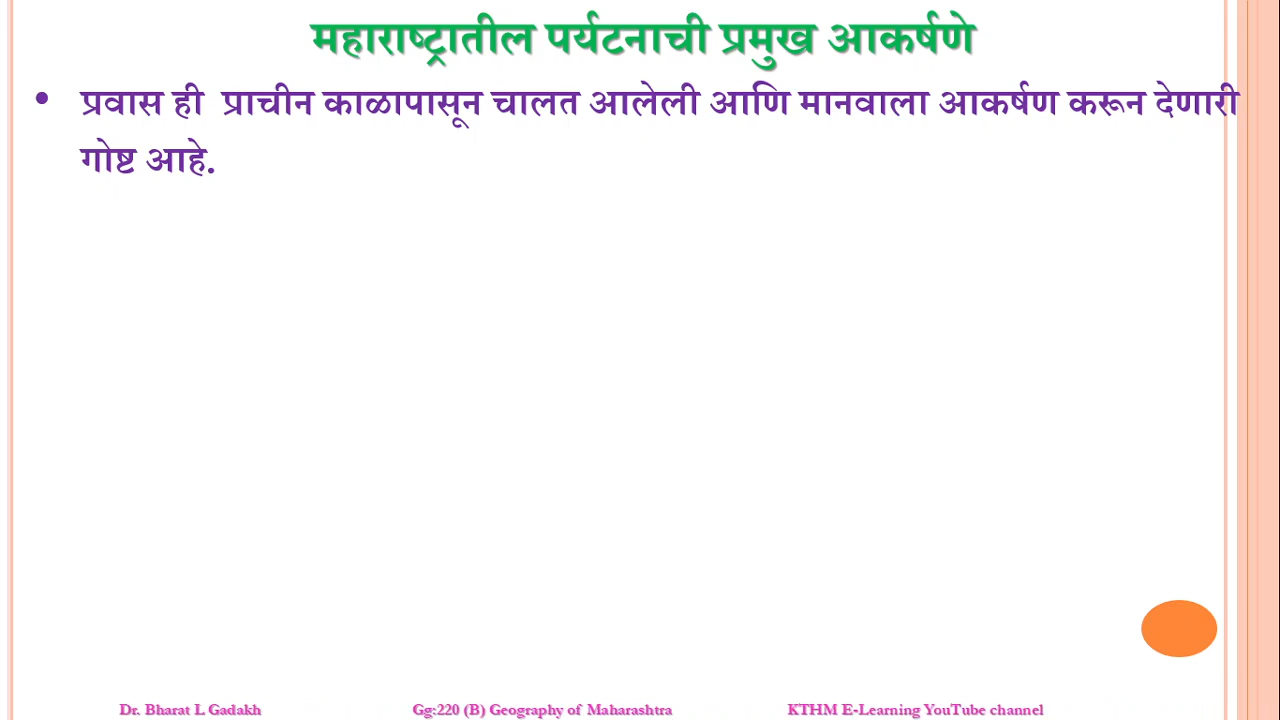 महाराष्ट्रातील पर्यटनाची प्रमुख आकर्षणे
• प्रवास ही प्राचीन काळापासून चालत आलेली आणि मानवाला आकर्षण करून देणारी
गोष्ट आहे.
Dr. Bharat L Gadakh Gg:220 (B) Geography of Maharashtra KTHM E-Learning YouTube channel